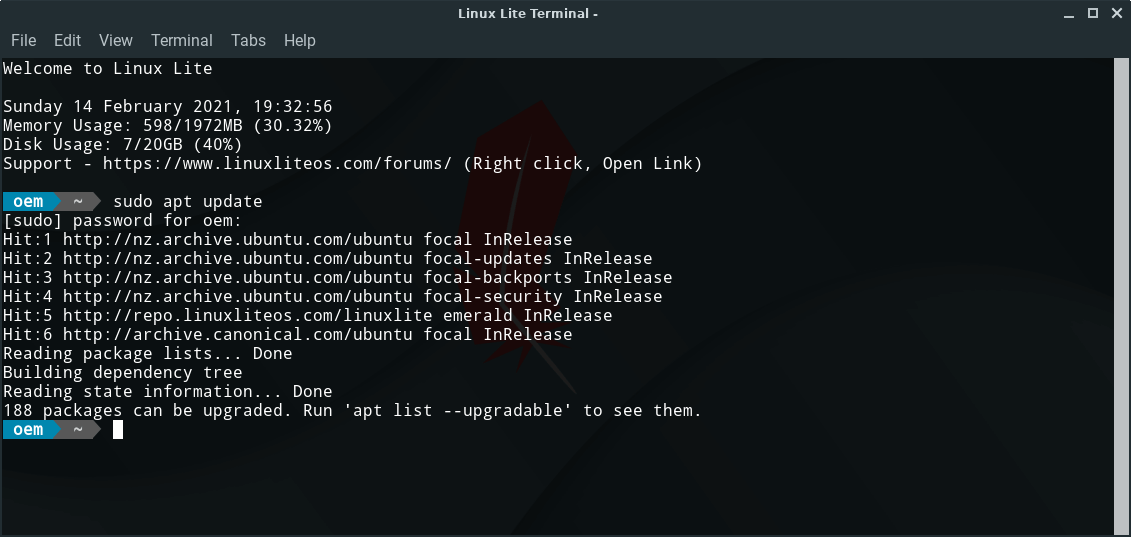 Linux Lite Terminal -
File Edit View Terminal Tabs Help
Welcome to Linux Lite
Sunday 14 February 2021, 19:32:56
Memory Usage: 598/1972MB (30.32%)
Disk Usage: 7/20GB (40%)
Support - https://www.linuxliteos.com/forums/ (Right click, Open Link)
oem ~ sudo apt update
[sudo] password for oem:
Hit:1 http://nz.archive.ubuntu.com/ubuntu focal InRelease
Hit:2 http://nz.archive.ubuntu.com/ubuntu focal-updates InRelease
Hit:3 http://nz.archive.ubuntu.com/ubuntu focal-backports InRelease
Hit:4 http://nz.archive.ubuntu.com/ubuntu focal-security InRelease
Hit:5 http://repo.linuxliteos.com/linuxlite emerald InRelease
Hit:6 http://archive.canonical.com/ubuntu focal InRelease
Reading package lists... Done
Building dependency tree
Reading state information... Done
188 packages can be upgraded. Run 'apt list --upgradable' to see them.
oem ~